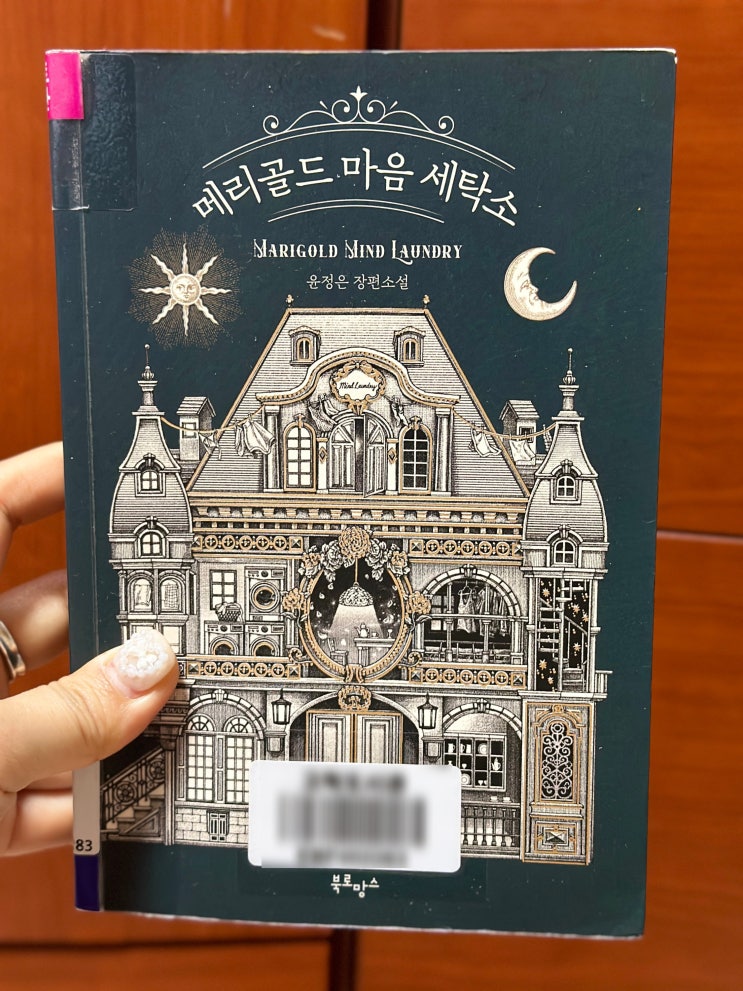 메리골드 마음 세탁소
MARIGOLD MIND LAUNDRY
윤정은 장편소설
Mind Laundry
83
북로망스